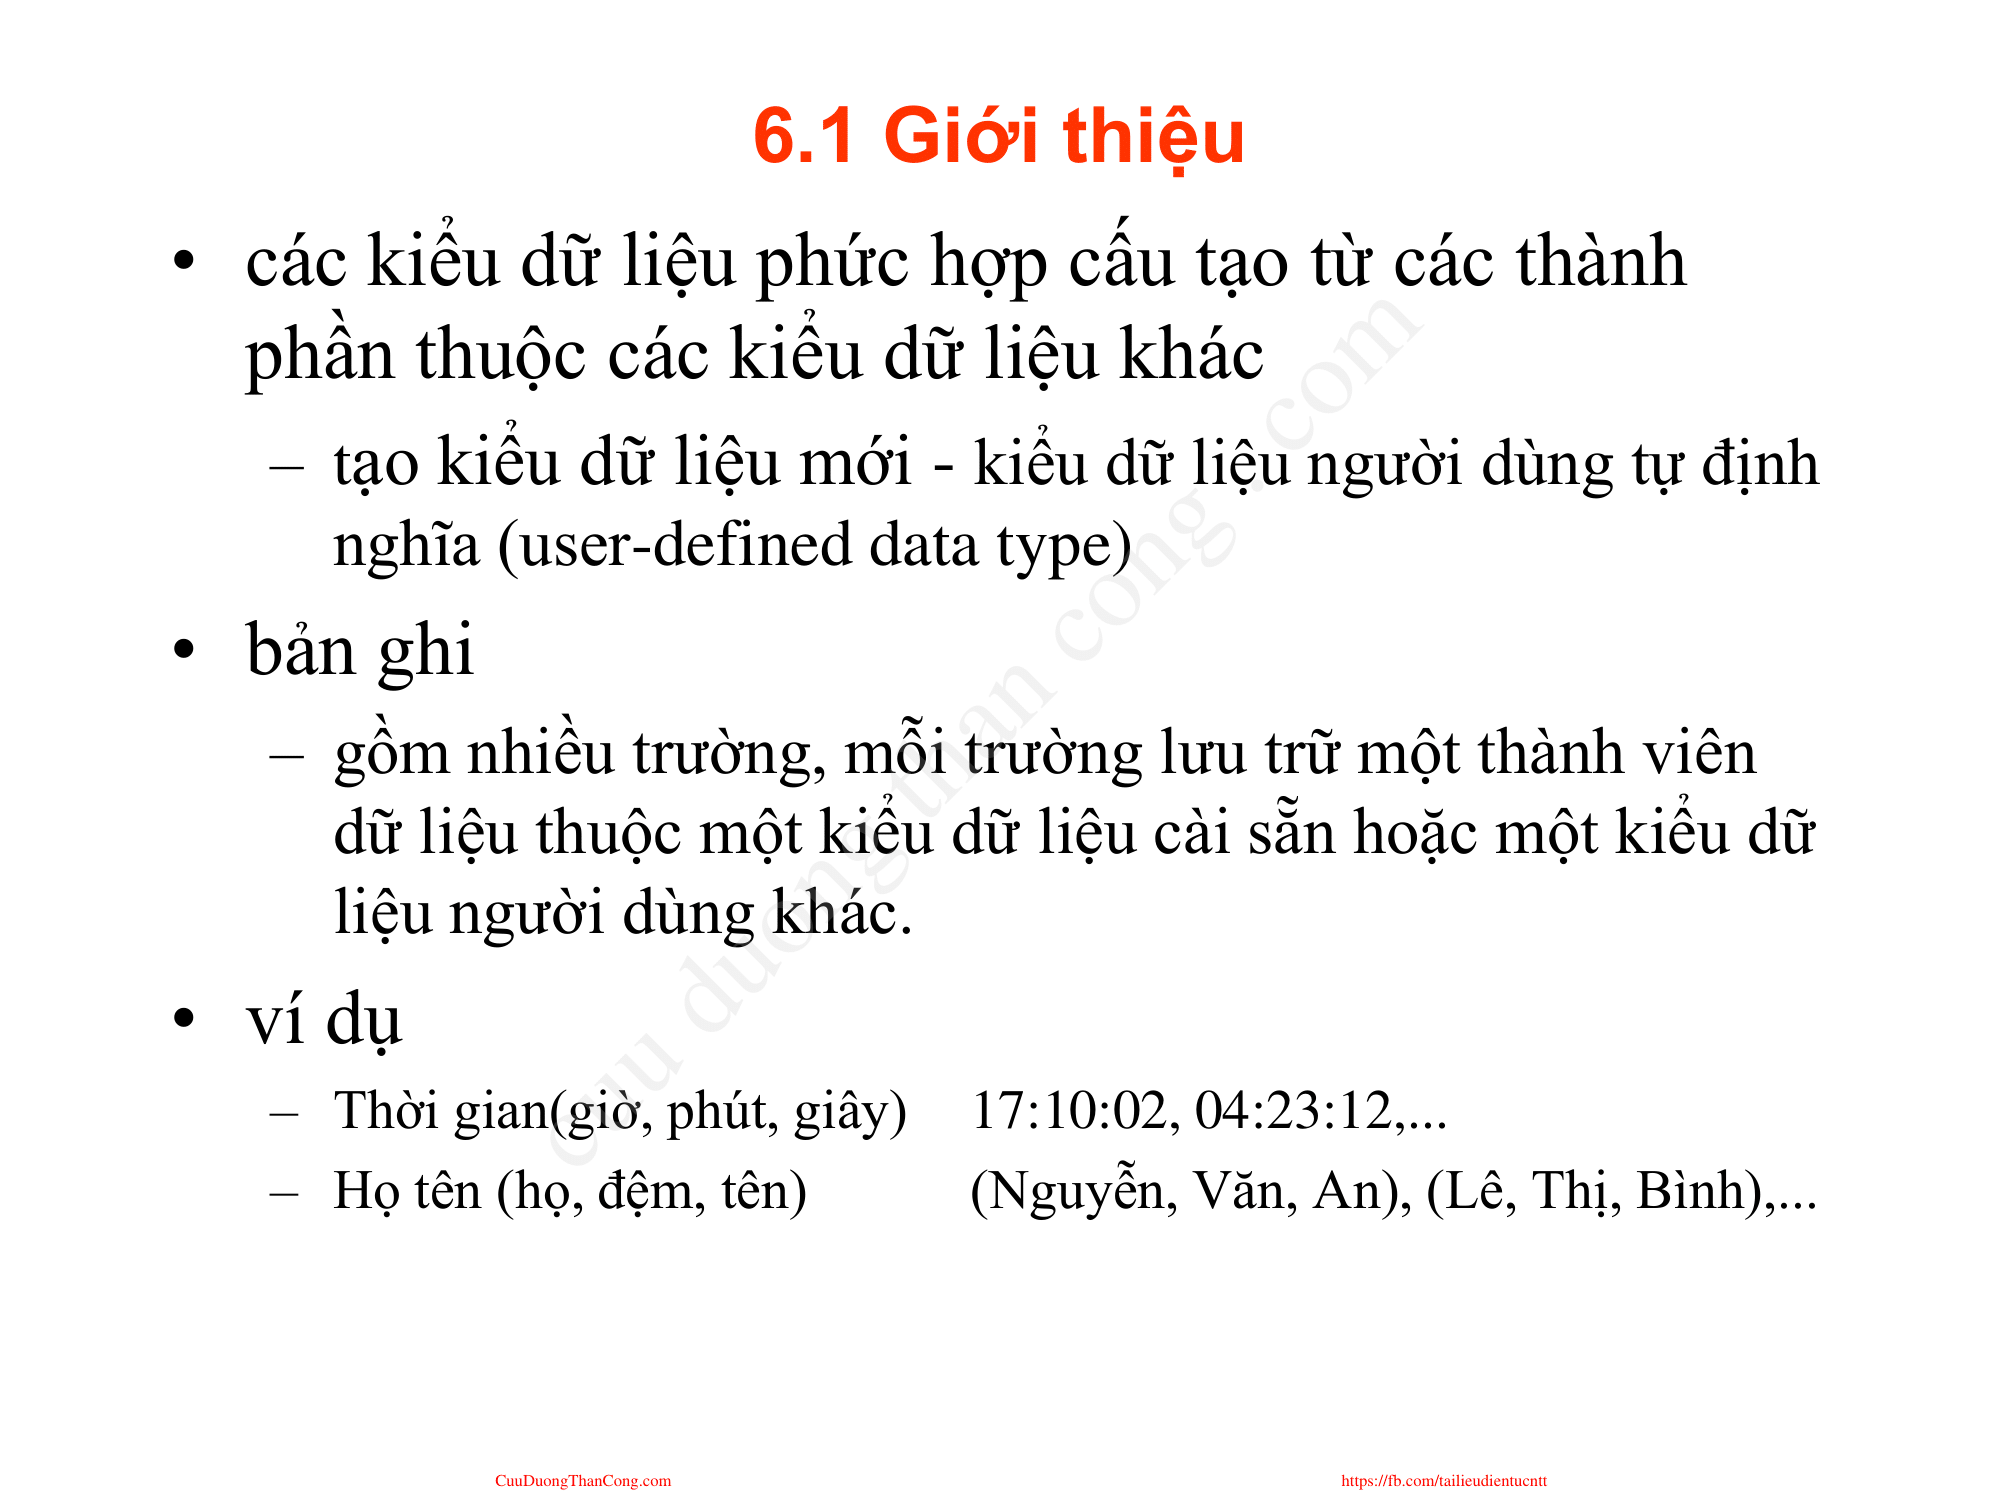 6.1 Giới thiệu
• các kiểu dữ liệu phức hợp cấu tạo từ các thành
phần thuộc các kiểu dữ liệu khác
– tạo kiểu dữ liệu mới - kiểu dữ liệu người dùng tự định
nghĩa (user-defined data type)
• bản ghi
– gồm nhiều trường, mỗi trường lưu trữ một thành viên
dữ liệu thuộc một kiểu dữ liệu cài sẵn hoặc một kiểu dữ
liệu người dùng khác.
• ví dụ
– Thời gian(giờ, phút, giây) 17:10:02, 04:23:12,...
– Họ tên (họ, đệm, tên) (Nguyễn, Văn, An), (Lê, Thị, Bình),...
cuu duong than cong . com
CuuDuongThanCong.com https://fb.com/tailieudientucntt